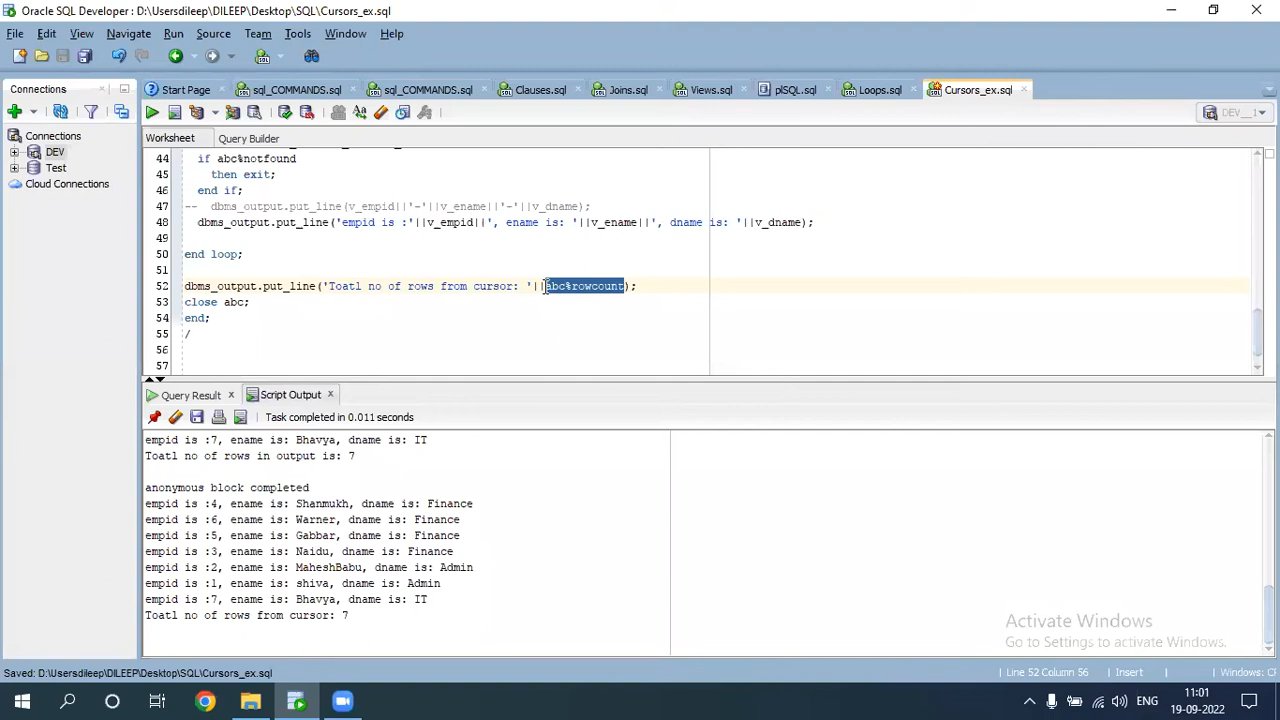 Oracle SQL Developer : D:\Usersdileep\DILEEP\Desktop\SQL\Cursors_ex.sql
File Edit View Navigate Run Source Team Tools Window Help
Connections
Start Page sql_COMMANDS.sql sql_COMMANDS.sql Clauses.sql Joins.sql Views.sql plSQL.sql Loops.sql Cursors_ex.sql
DEV__1
Connections
DEV
Test
Cloud Connections
Worksheet Query Builder
44 if abc%notfound
45 then exit;
46 end if;
47 -- dbms_output.put_line(v_empid||'-'||v_ename||'-'||v_dname);
48 dbms_output.put_line('empid is :'||v_empid||', ename is: '||v_ename||', dname is: '||v_dname);
49
50 end loop;
51
52 dbms_output.put_line('Toatl no of rows from cursor: '||abc%rowcount);
53 close abc;
54 end;
55 /
56
57
Query Result Script Output
Task completed in 0.011 seconds
empid is :7, ename is: Bhavya, dname is: IT
Toatl no of rows in output is: 7
anonymous block completed
empid is :4, ename is: Shanmukh, dname is: Finance
empid is :6, ename is: Warner, dname is: Finance
empid is :5, ename is: Gabbar, dname is: Finance
empid is :3, ename is: Naidu, dname is: Finance
empid is :2, ename is: MaheshBabu, dname is: Admin
empid is :1, ename is: shiva, dname is: Admin
empid is :7, ename is: Bhavya, dname is: IT
Toatl no of rows from cursor: 7
Activate Windows
Go to Settings to activate Windows.
Saved: D:\Usersdileep\DILEEP\Desktop\SQL\Cursors_ex.sql
Line 52 Column 56 Insert Windows:
ENG
11:01
19-09-2022